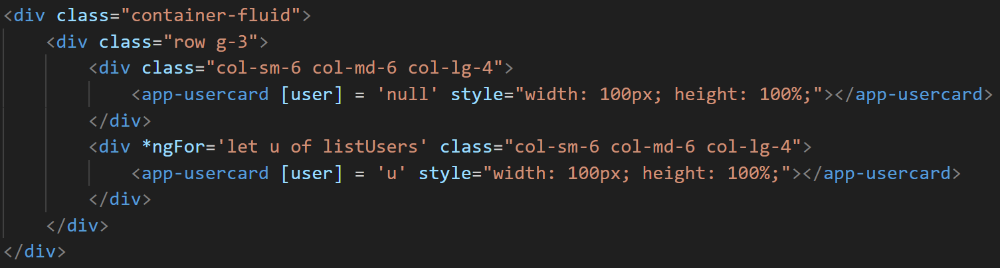 <div class="container-fluid">
    <div class="row g-3">
        <div class="col-sm-6 col-md-6 col-lg-4">
            <app-usercard [user] = 'null' style="width: 100px; height: 100%;"></app-usercard>
        </div>
        <div *ngFor='let u of listUsers' class="col-sm-6 col-md-6 col-lg-4">
            <app-usercard [user] = 'u' style="width: 100px; height: 100%;"></app-usercard>
        </div>
    </div>
</div>